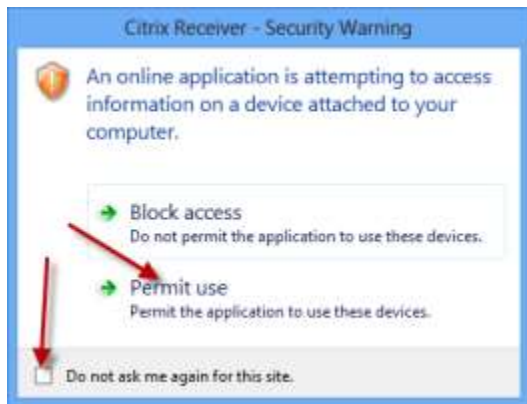 Citrix Receiver - Security Warning
An online application is attempting to access
information on a device attached to your
computer.
Block access
Do not permit the application to use these devices.
Permit use
Permit the application to use these devices.
Do not ask me again for this site.